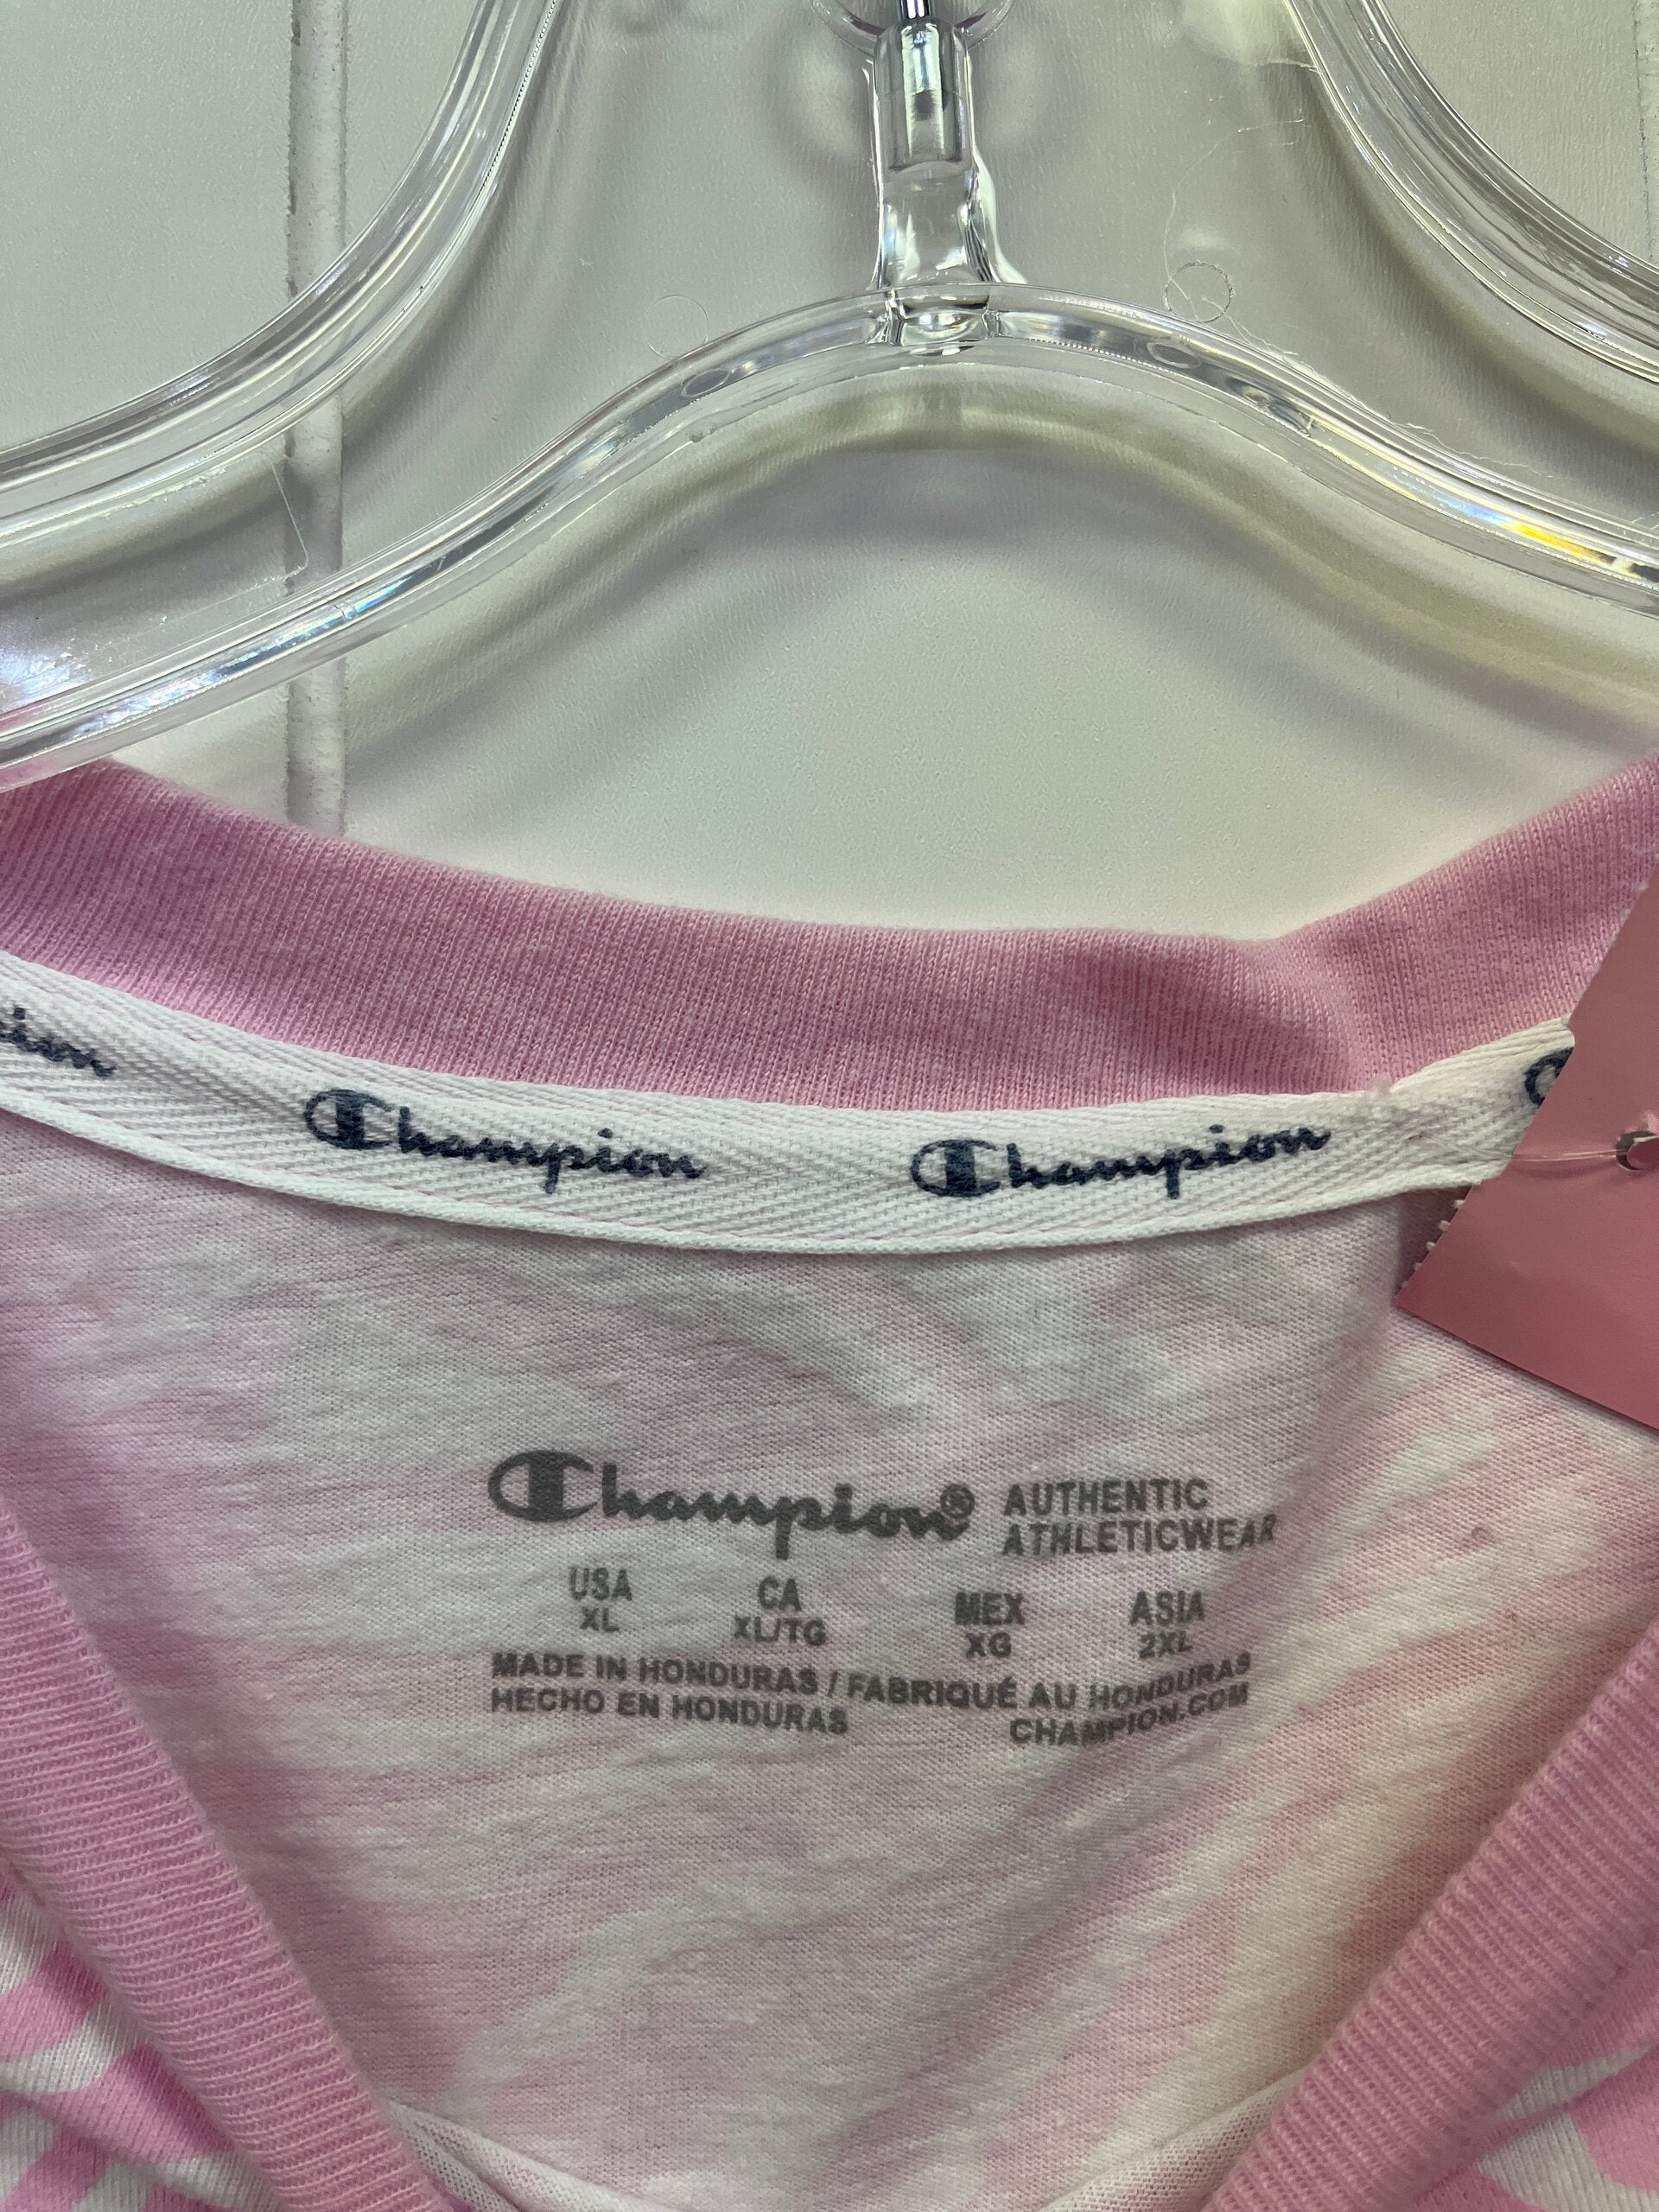 ion Champion Champion C
Champion® AUTHENTIC
ATHLETICWEAR
USA CA MEX ASIA
XL XL/TG XG 2XL
MADE IN HONDURAS / FABRIQUÉ AU HONDURAS
HECHO EN HONDURAS CHAMPION.COM